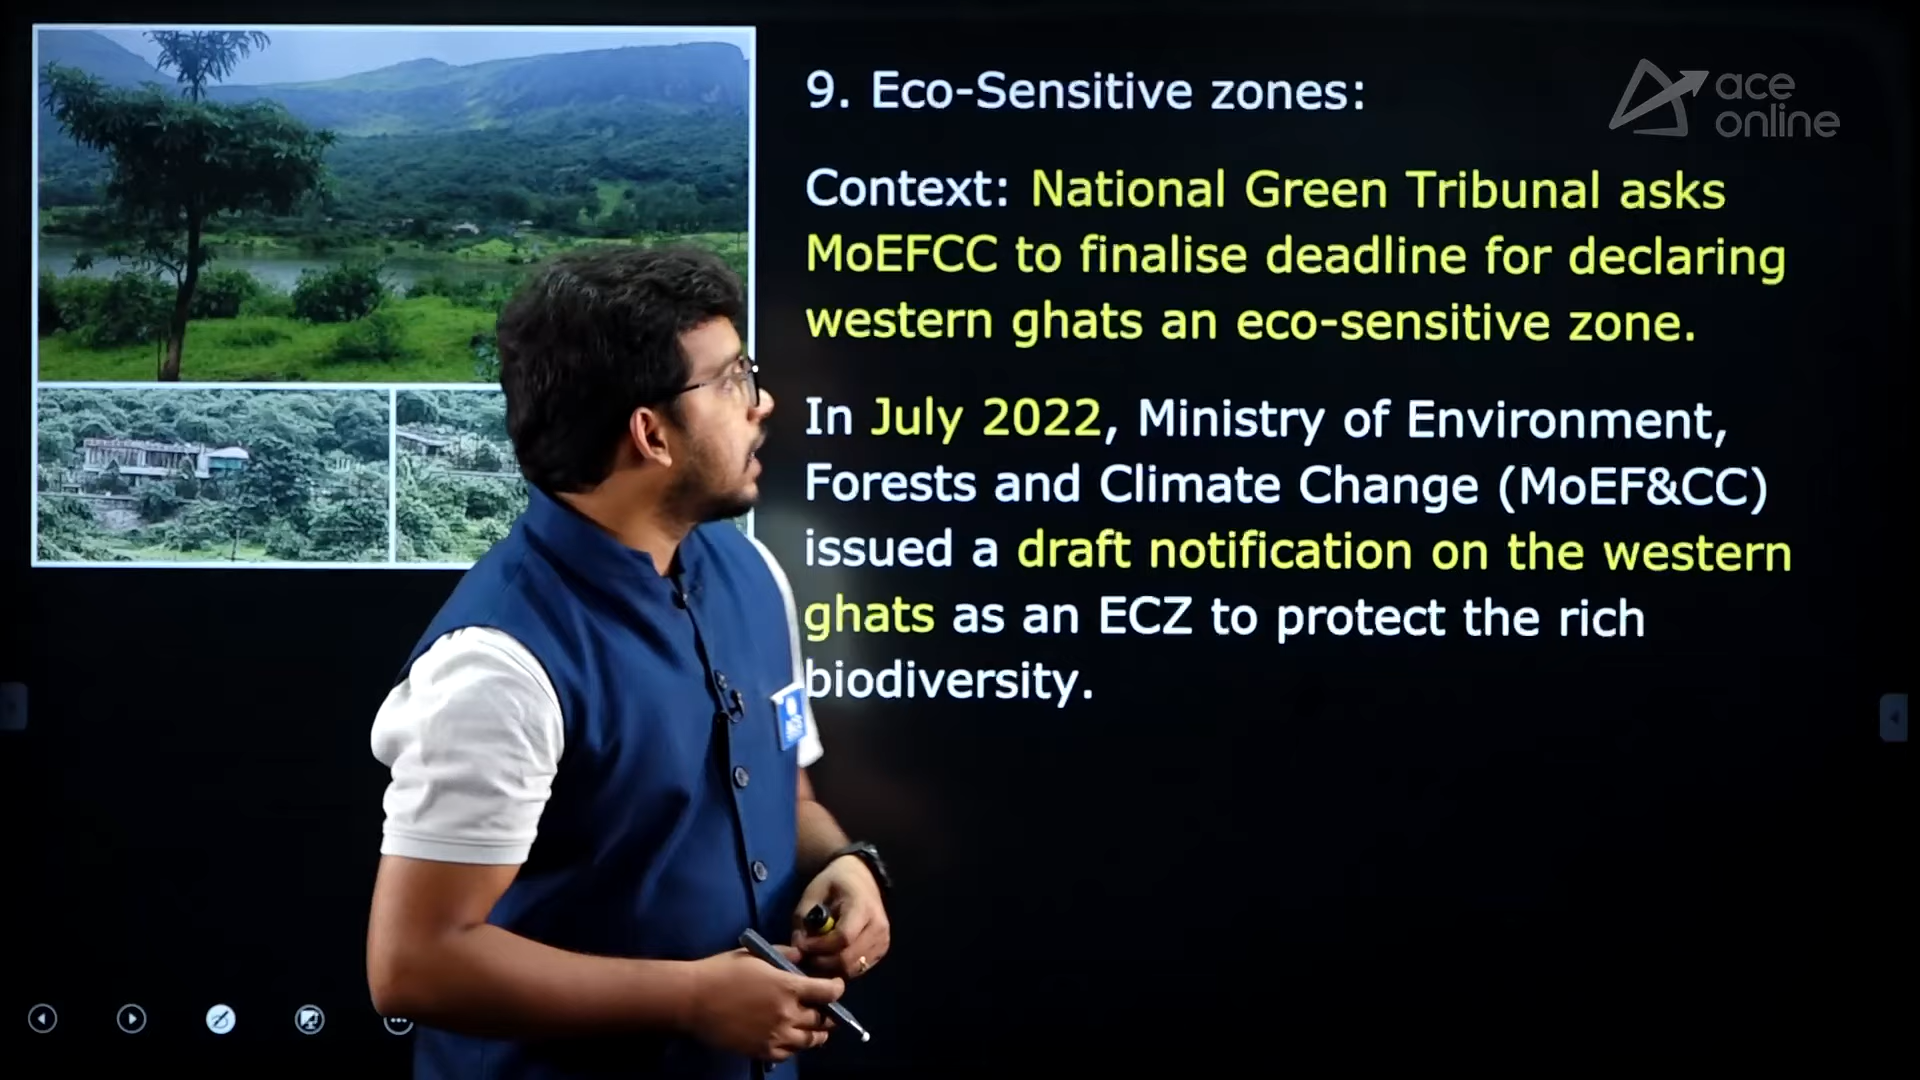 9. Eco-Sensitive zones:
ace
online
Context: National Green Tribunal asks
MoEFCC to finalise deadline for declaring
western ghats an eco-sensitive zone.
In July 2022, Ministry of Environment,
Forests and Climate Change (MoEF&CC)
issued a draft notification on the western
ghats as an ECZ to protect the rich
biodiversity.